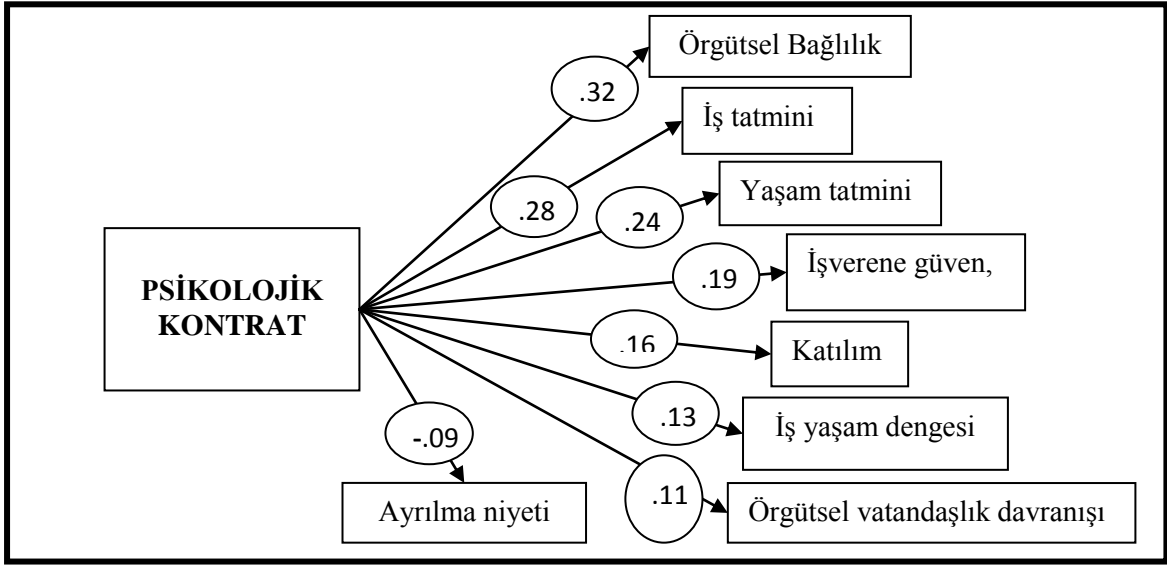 Örgütsel Bağlılık
.32
İş tatmini
.28
Yaşam tatmini
.24
İşverene güven,
.19
PSİKOLOJİK
KONTRAT
.16
Katılım
.13
İş yaşam dengesi
-.09
Ayrılma niyeti
.11
Örgütsel vatandaşlık davranışı